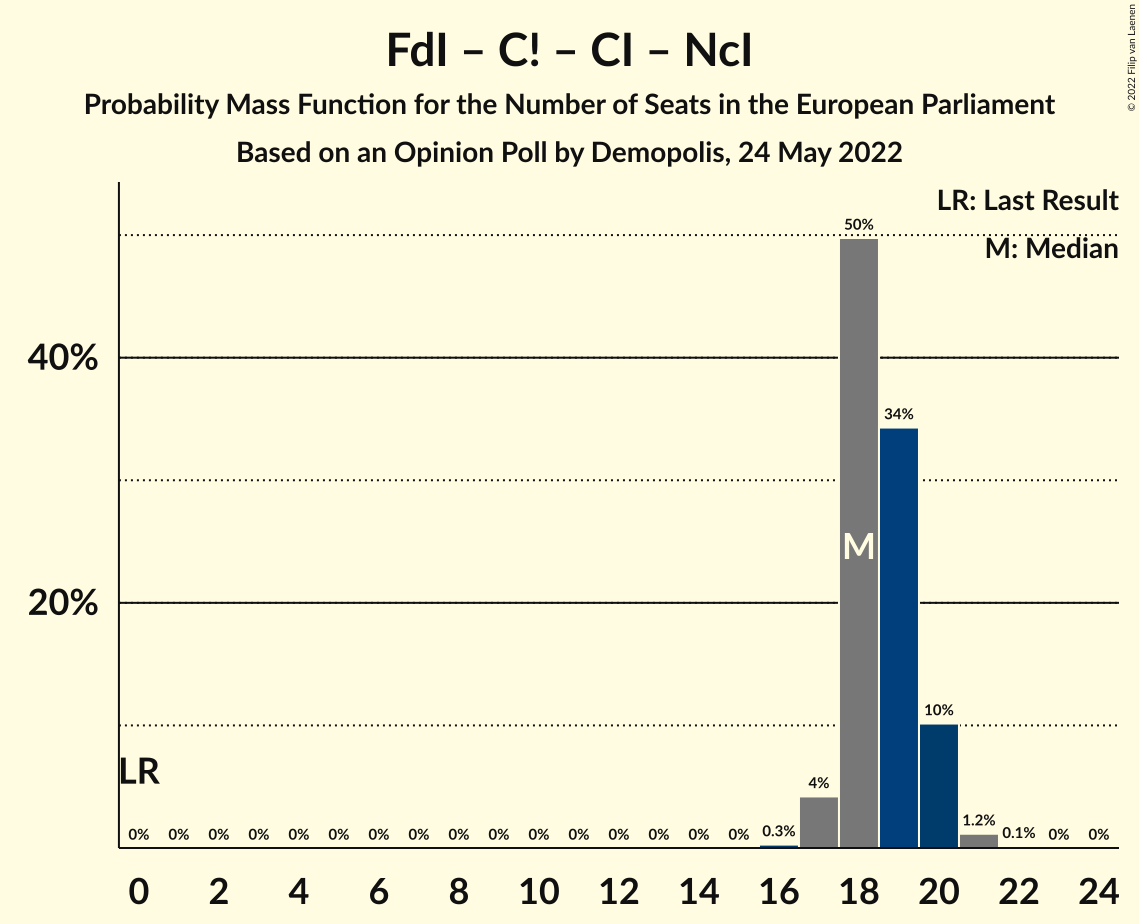 FdI – C! – CI – NcI
Probability Mass Function for the Number of Seats in the European Parliament
Based on an Opinion Poll by Demopolis, 24 May 2022
© 2022 Filip van Laenen
LR: Last Result
M: Median
50%
40%
34%
M
20%
10%
LR
4%
0% 0% 0% 0% 0% 0% 0% 0% 0% 0% 0% 0% 0% 0% 0% 0% 0.3% 1.2% 0.1% 0% 0%
0 2 4 6 8 10 12 14 16 18 20 22 24